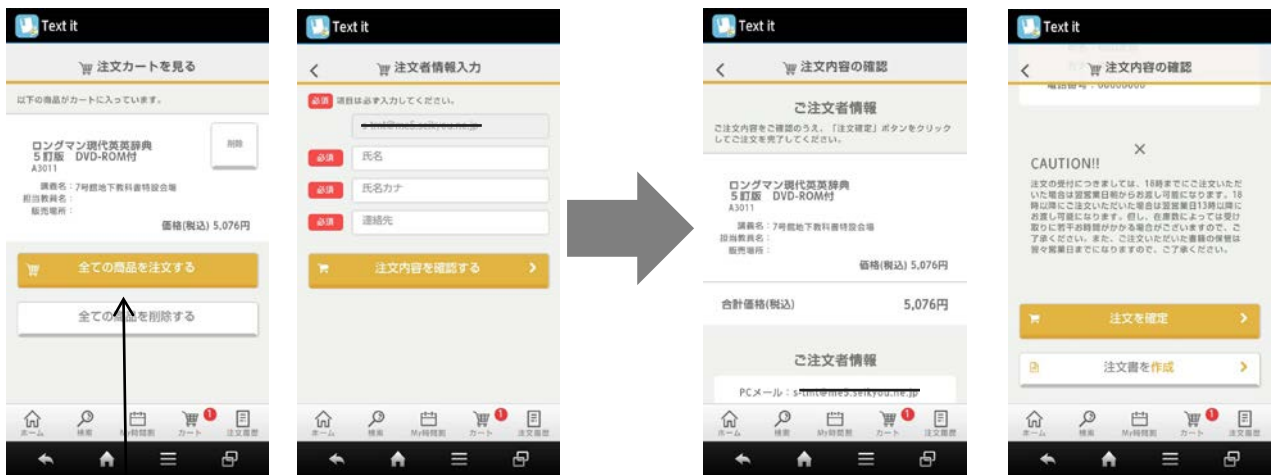 Text it
注文カートを見る
以下の商品がカートに入っています。
ロングマン現代英英辞典
5訂版 DVD-ROM付
A3011
削除
講義名：7号館地下教科書特設会場
担当教員名：
販売場所：
価格(税込) 5,076円
全ての商品を注文する
全ての商品を削除する
ホーム 検索 My時間割 カート 1 注文履歴
Text it
注文者情報入力
必須 項目は必ず入力してください。
s-tmt@me5.seikyou.ne.jp
必須 氏名
必須 氏名カナ
必須 連絡先
注文内容を確認する
ホーム 検索 My時間割 カート 1 注文履歴
Text it
注文内容の確認
ご注文者情報
ご注文内容をご確認のうえ、「注文確定」ボタンをクリック
してご注文を完了してください。
ロングマン現代英英辞典
5訂版 DVD-ROM付
A3011
講義名：7号館地下教科書特設会場
担当教員名：
販売場所：
価格(税込) 5,076円
合計価格(税込) 5,076円
ご注文者情報
PCメール：s-tmt@me5.seikyou.ne.jp
ホーム 検索 My時間割 カート 1 注文履歴
Text it
注文内容の確認
電話番号：00000000
×
CAUTION!!
注文の受付につきましては、18時までにご注文いただ
いた場合は翌営業日朝からお渡し可能になります。18
時以降にご注文いただいた場合は翌営業日13時以降に
お渡し可能になります。但し、在庫数によっては受け
取りに若干お時間がかかる場合がございますので、ご
了承ください。また、ご注文いただいた書籍の保管は
翌々営業日までになりますので、ご了承ください。
注文を確定
注文書を作成
ホーム 検索 My時間割 カート 1 注文履歴